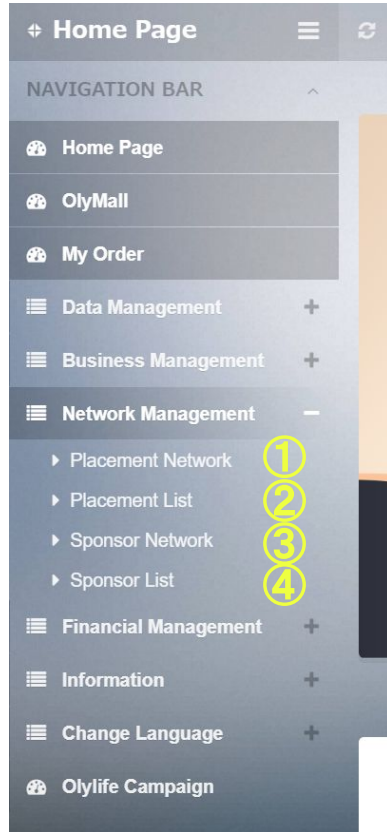 Home Page
NAVIGATION BAR
Home Page
OlyMall
My Order
Data Management
Business Management
Network Management
Placement Network ①
Placement List ②
Sponsor Network ③
Sponsor List ④
Financial Management
Information
Change Language
Olylife Campaign